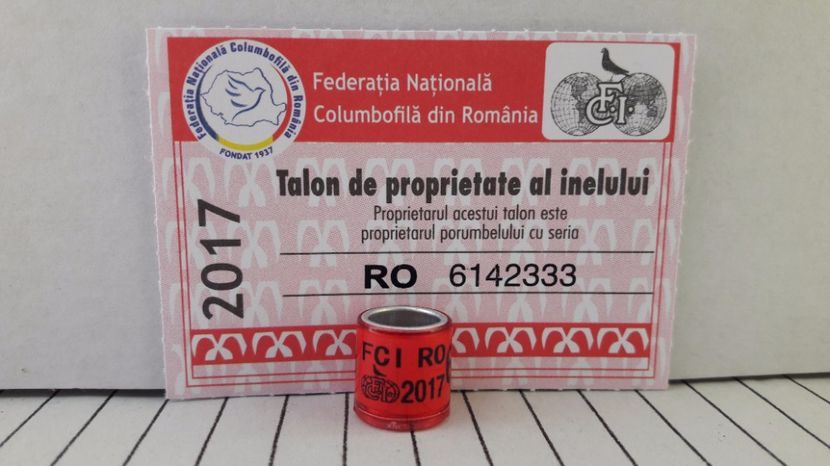 Federația Națională Columbofilă din România
FONDAT 1937
Federația Națională
Columbofilă din România
FCI
Talon de proprietate al inelului
Proprietarul acestui talon este
proprietarul porumbelului cu seria
2017
RO 6142333
FCI RO
FCI 2017